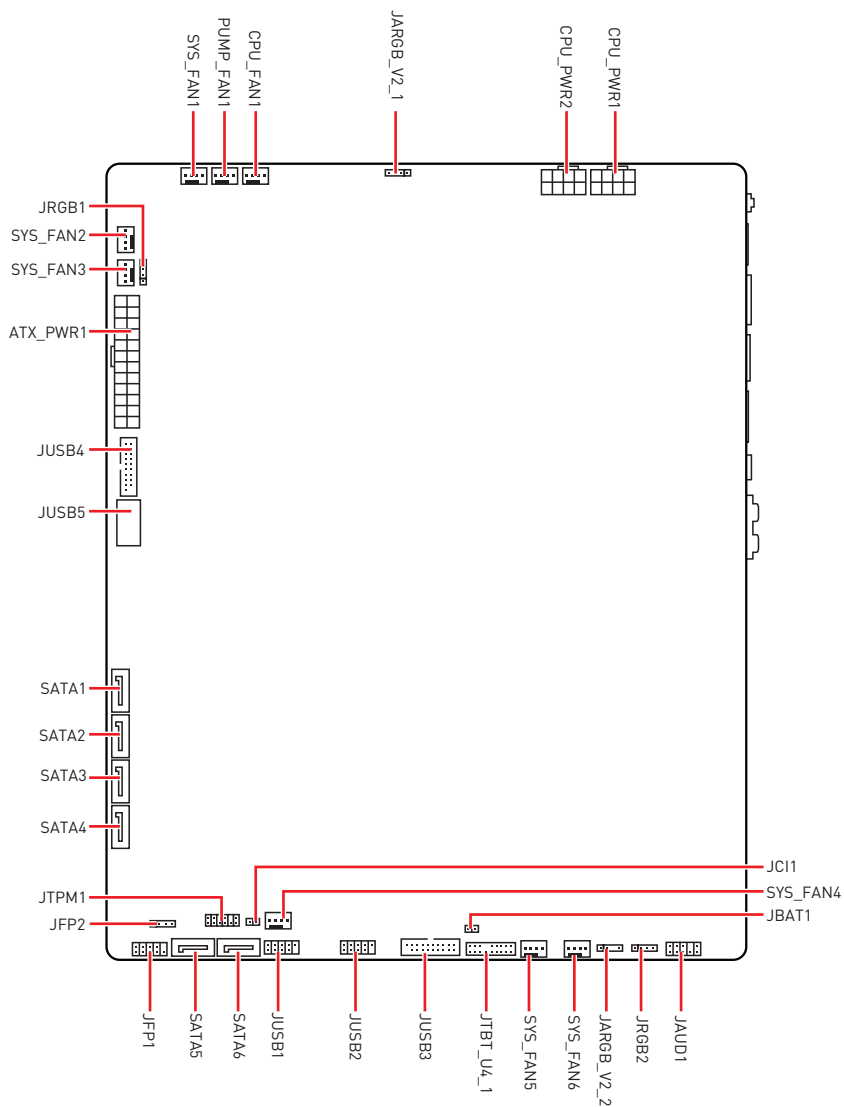 SYS_FAN1
PUMP_FAN1
CPU_FAN1
JARGB_V2_1
CPU_PWR2
CPU_PWR1
JRGB1
SYS_FAN2
SYS_FAN3
ATX_PWR1
JUSB4
JUSB5
SATA1
SATA2
SATA3
SATA4
JTPM1
JFP2
JCI1
SYS_FAN4
JBAT1
JFP1
SATA5
SATA6
JUSB1
JUSB2
JUSB3
JTBT_U4_1
SYS_FAN5
SYS_FAN6
JARGB_V2_2
JRGB2
JAUD1